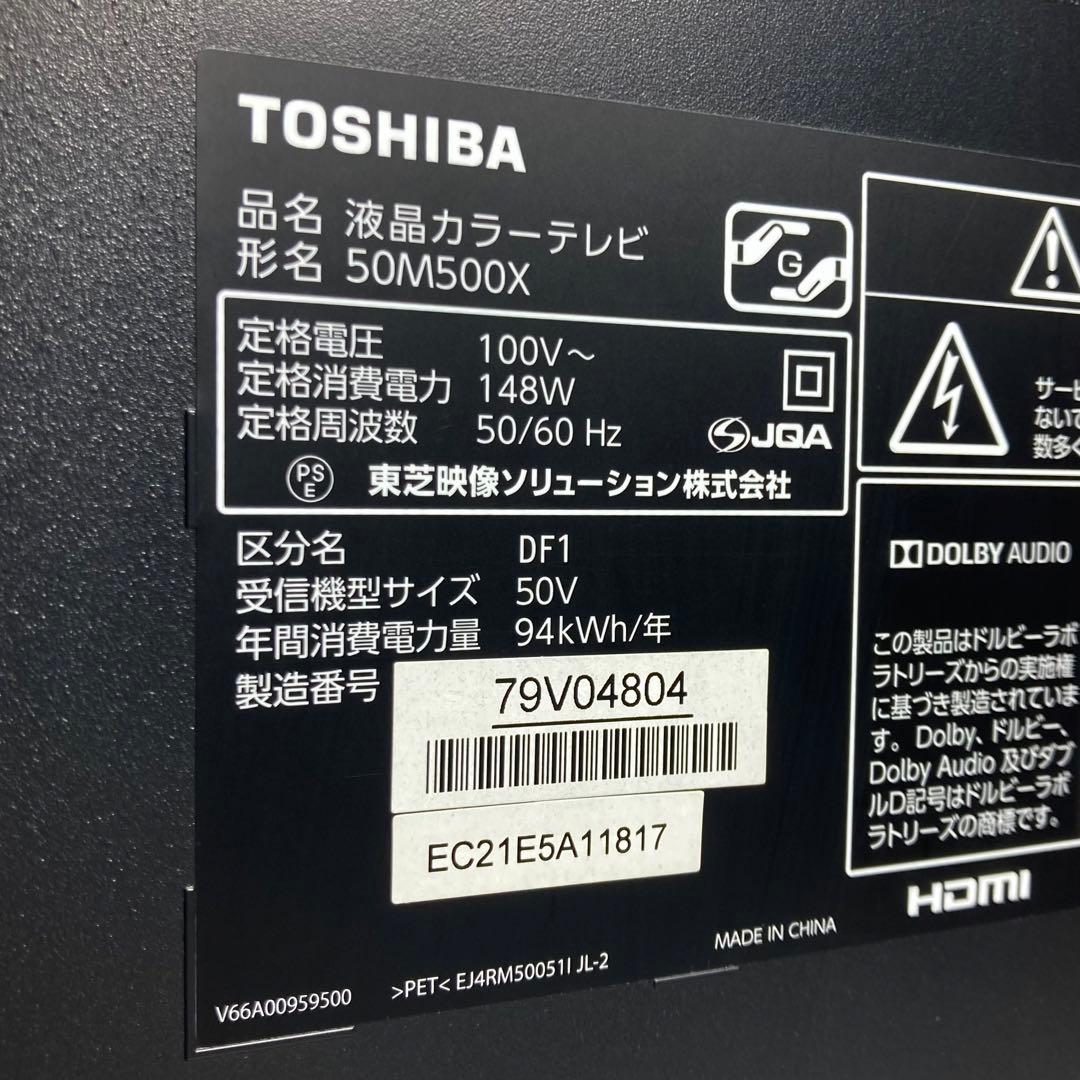 TOSHIBA
品名 液晶カラーテレビ
形名 50M500X
G
定格電圧 100V～
定格消費電力 148W
定格周波数 50/60 Hz
JQA
PS
E
東芝映像ソリューション株式会社
区分名 DF1
受信機型サイズ 50V
年間消費電力量 94kWh/年
製造番号 79V04804
EC21E5A11817
V66A00959500
>PET< EJ4RM50051I JL-2
MADE IN CHINA
サービ
ないで
数多く
DOLBY AUDIO
この製品はドルビーラボ
ラトリーズからの実施権
に基づき製造されていま
す。Dolby、ドルビー、
Dolby Audio 及びダブ
ルD記号はドルビーラボ
ラトリーズの商標です。
HDMI